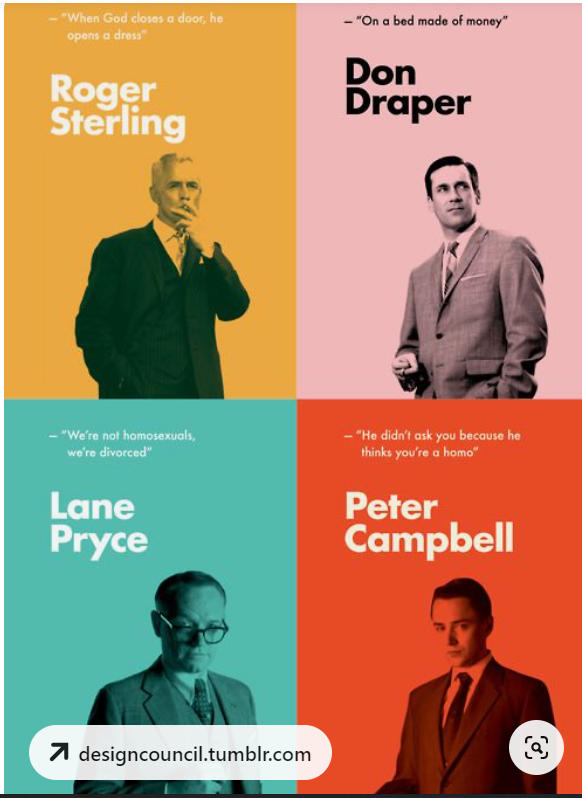 — “When God closes a door, he
opens a dress”
Roger
Sterling
— “On a bed made of money”
Don
Draper
— “We’re not homosexuals,
we’re divorced”
Lane
Pryce
— “He didn’t ask you because he
thinks you’re a homo”
Peter
Campbell
designcouncil.tumblr.com